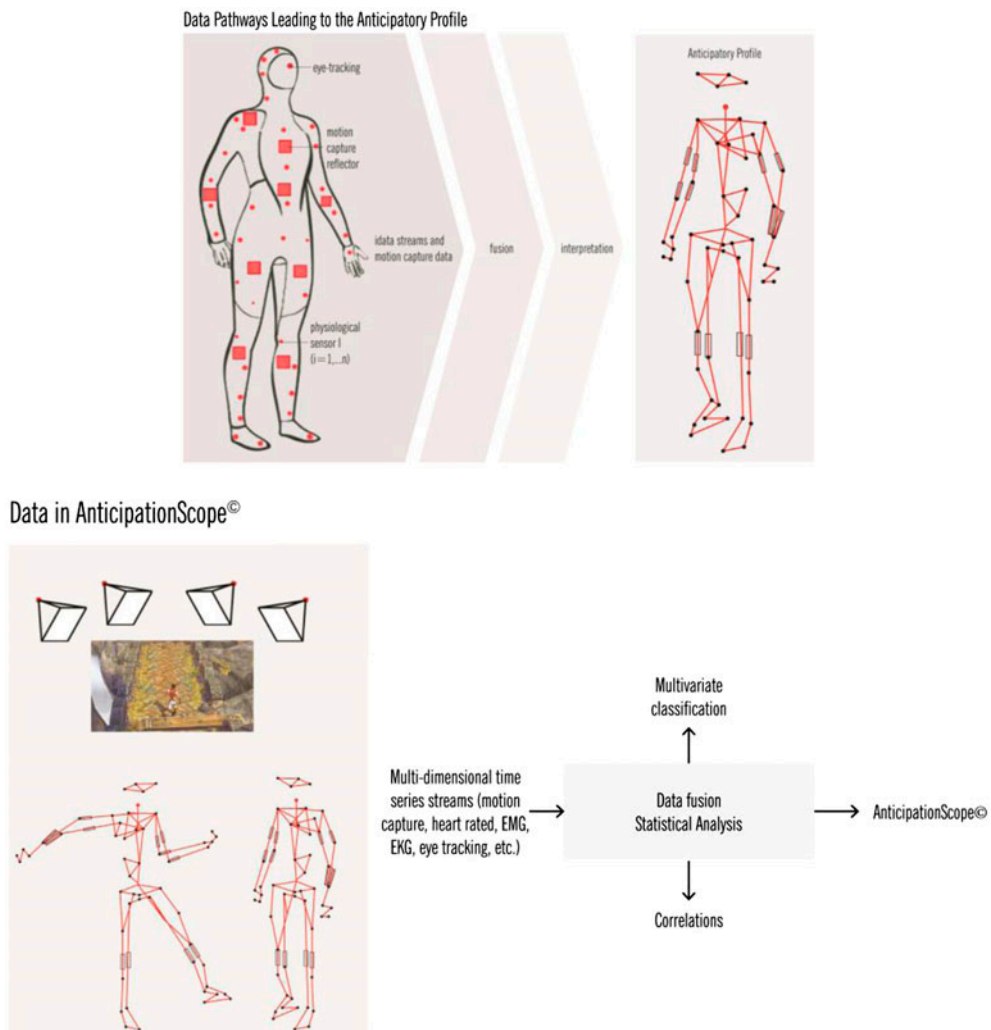 Data Pathways Leading to the Anticipatory Profile
eye-tracking
motion
capture
reflector
idata streams and
motion capture data
physiological
sensor I
(i = 1,...n)
fusion
interpretation
Anticipatory Profile
Data in AnticipationScope©
Multi-dimensional time
series streams (motion
capture, heart rated, EMG,
EKG, eye tracking, etc.)
Multivariate
classification
Data fusion
Statistical Analysis
AnticipationScope©
Correlations